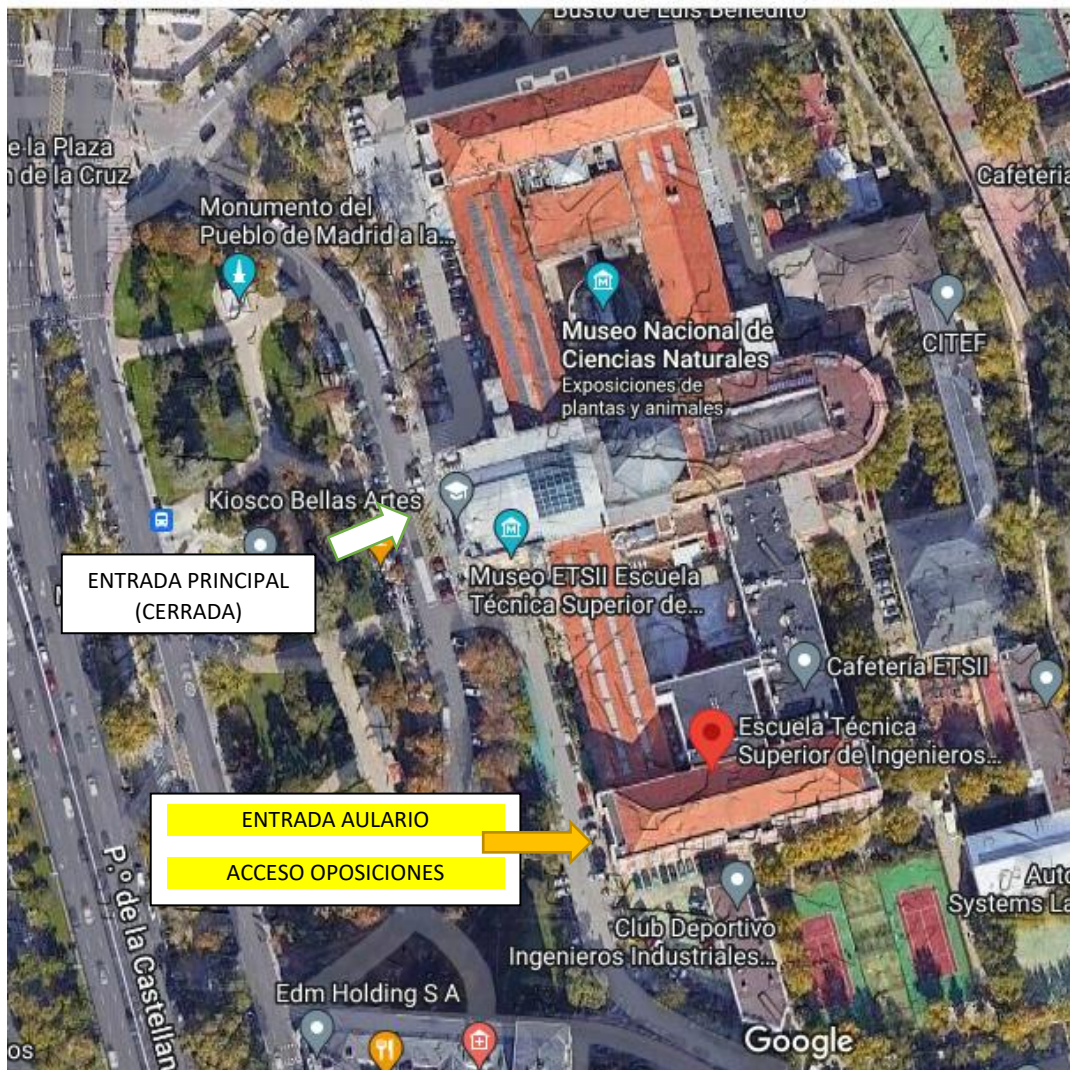 Busto de Luis Benedito
e la Plaza
n de la Cruz
Cafetería
Monumento del
Pueblo de Madrid a la...
Museo Nacional de
Ciencias Naturales
Exposiciones de
plantas y animales
CITEF
Kiosco Bellas Artes
ENTRADA PRINCIPAL
(CERRADA)
Museo ETSII Escuela
Técnica Superior de...
Cafetería ETSII
Escuela Técnica
Superior de Ingenieros...
ENTRADA AULARIO
ACCESO OPOSICIONES
P.º de la Castellan
Auto
Systems La
Club Deportivo
Ingenieros Industriales...
Edm Holding S A
Google
os